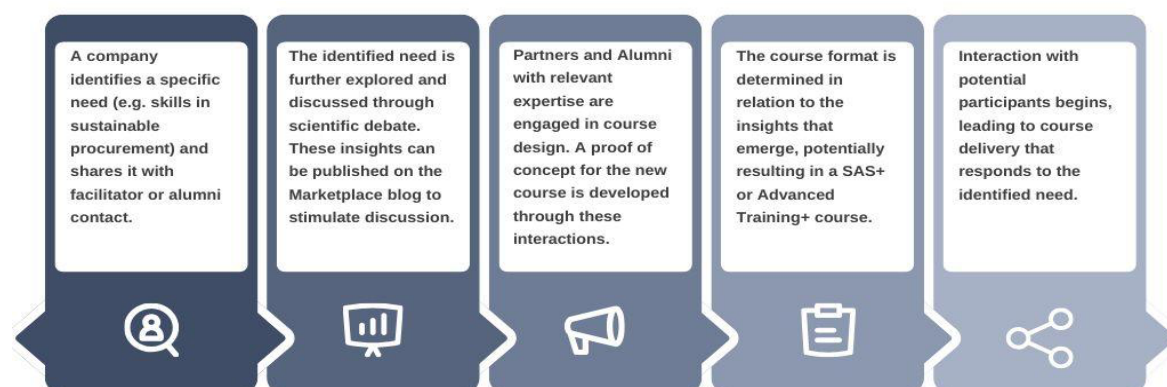 A company
identifies a specific
need (e.g. skills in
sustainable
procurement) and
shares it with
facilitator or alumni
contact.
The identified need is
further explored and
discussed through
scientific debate.
These insights can
be published on the
Marketplace blog to
stimulate discussion.
Partners and Alumni
with relevant
expertise are
engaged in course
design. A proof of
concept for the new
course is developed
through these
interactions.
The course format is
determined in
relation to the
insights that
emerge, potentially
resulting in a SAS+
or Advanced
Training+ course.
Interaction with
potential
participants begins,
leading to course
delivery that
responds to the
identified need.